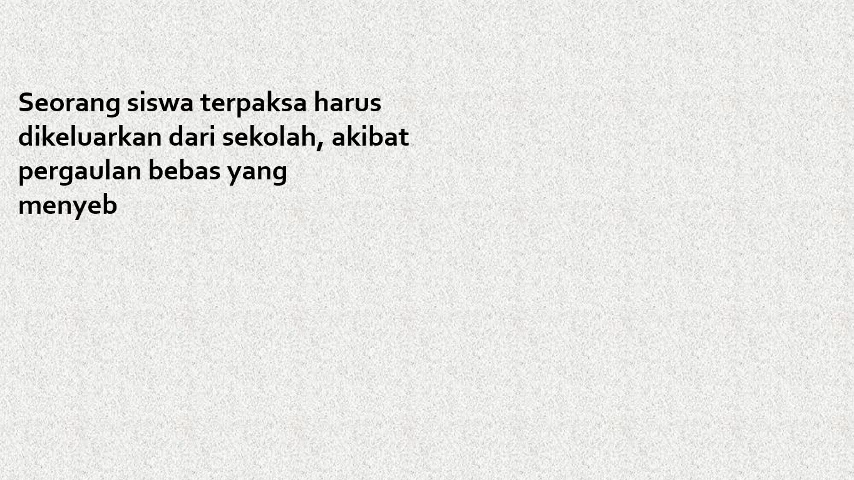 Seorang siswa terpaksa harus
dikeluarkan dari sekolah, akibat
pergaulan bebas yang
menyeb